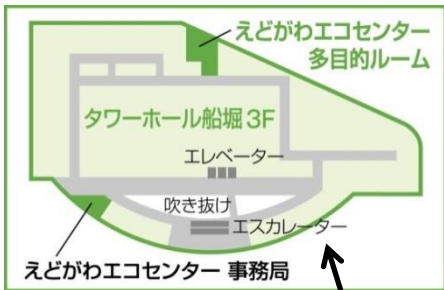 えどがわエコセンター
多目的ルーム
タワーホール船堀3F
エレベーター
吹き抜け
エスカレーター
えどがわエコセンター 事務局